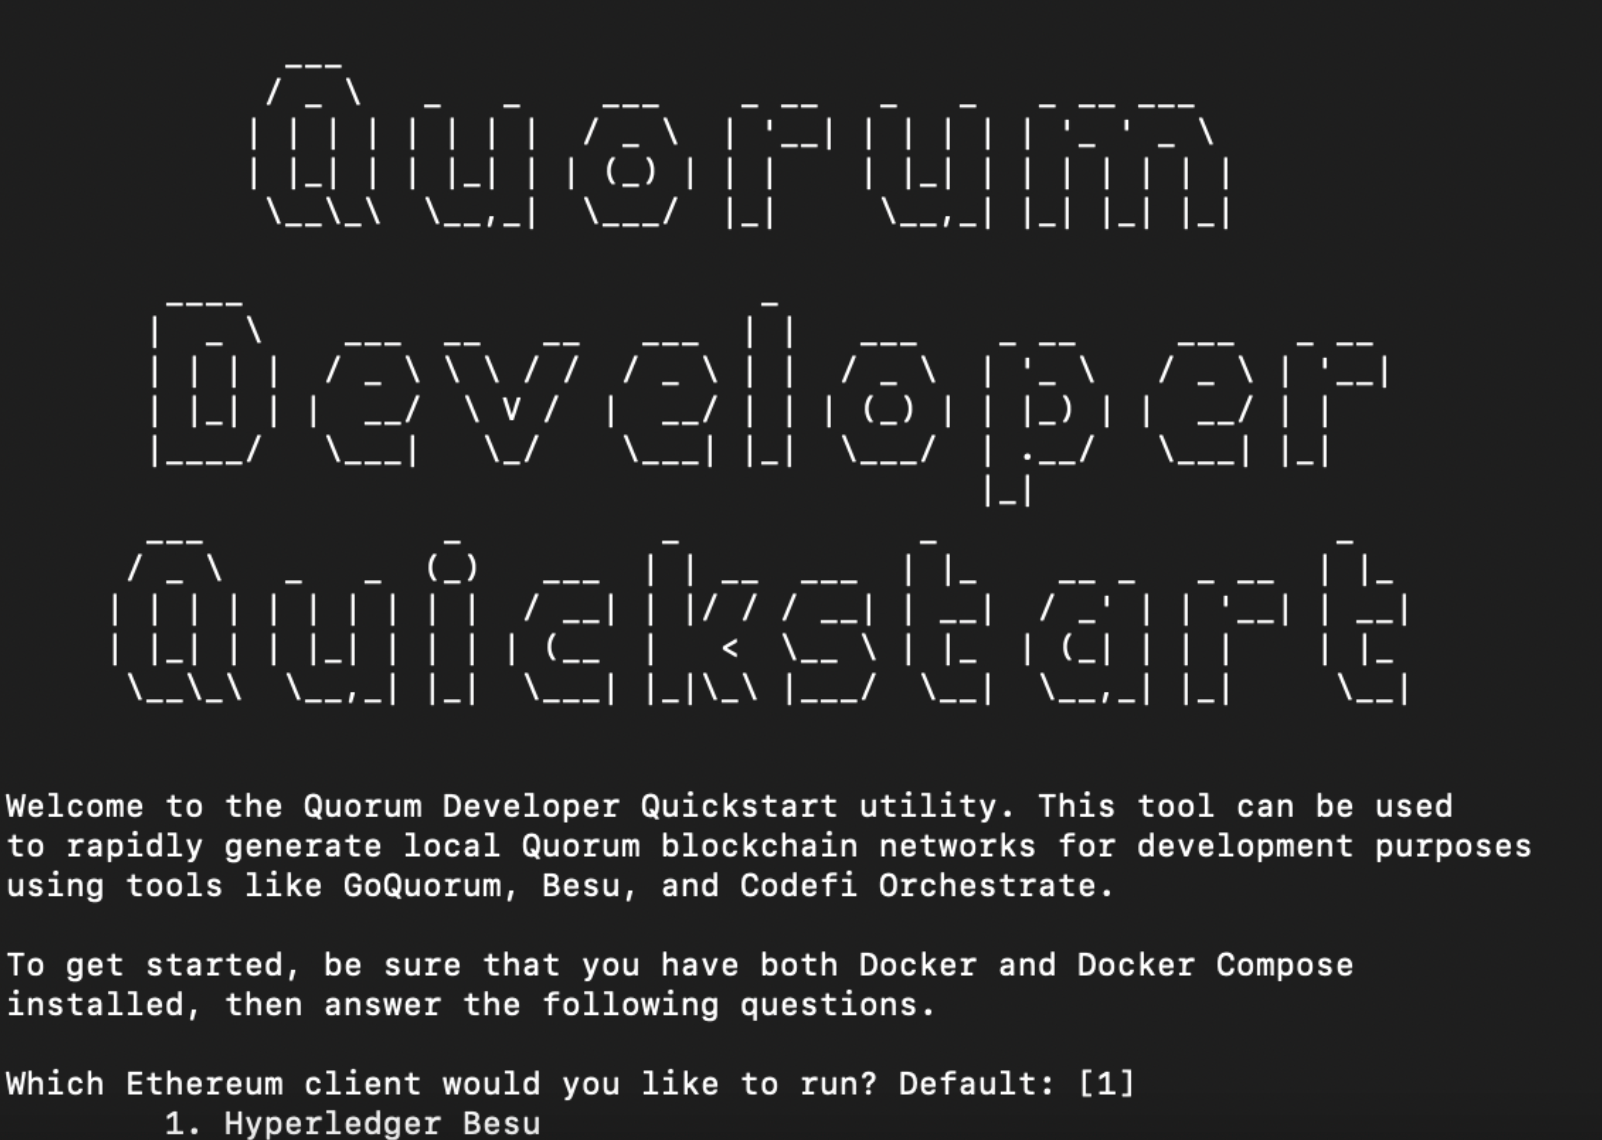 Quorum
Developer
Quickstart
Welcome to the Quorum Developer Quickstart utility. This tool can be used
to rapidly generate local Quorum blockchain networks for development purposes
using tools like GoQuorum, Besu, and Codefi Orchestrate.
To get started, be sure that you have both Docker and Docker Compose
installed, then answer the following questions.
Which Ethereum client would you like to run? Default: [1]
1. Hyperledger Besu